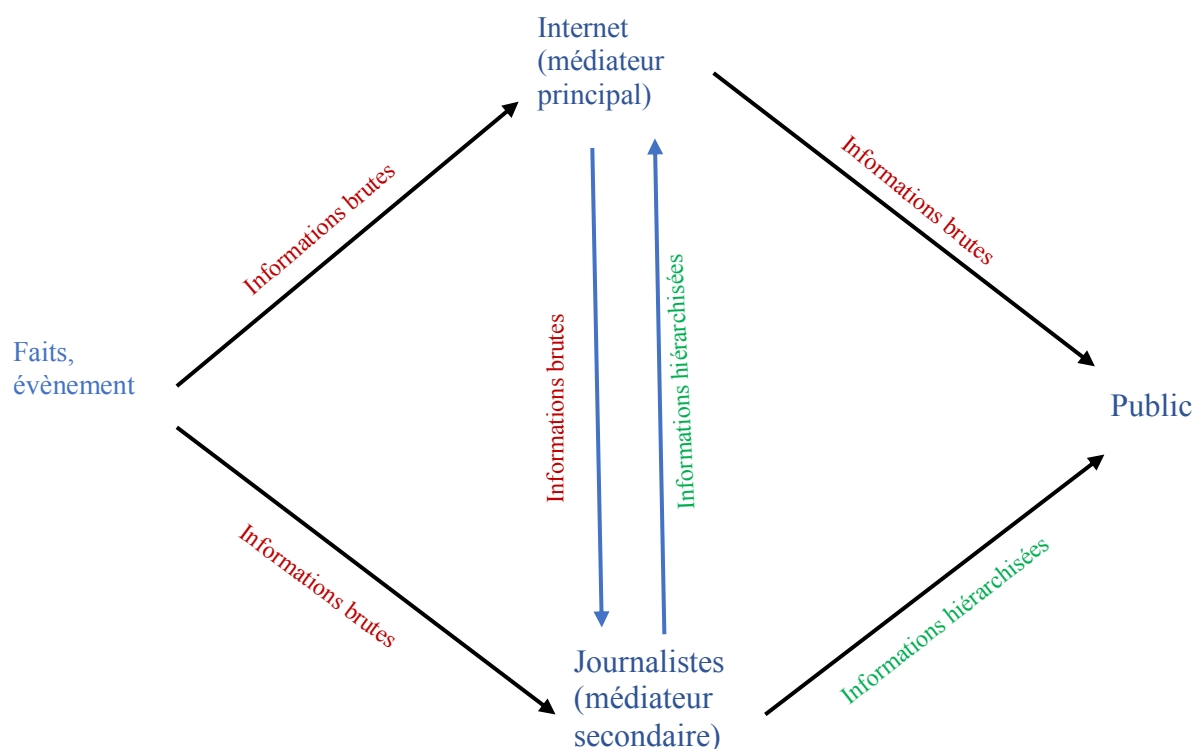 Internet
(médiateur
principal)
Informations brutes
Informations brutes
Informations brutes
Informations hiérarchisées
Faits,
évènement
Public
Informations brutes
Informations hiérarchisées
Journalistes
(médiateur
secondaire)